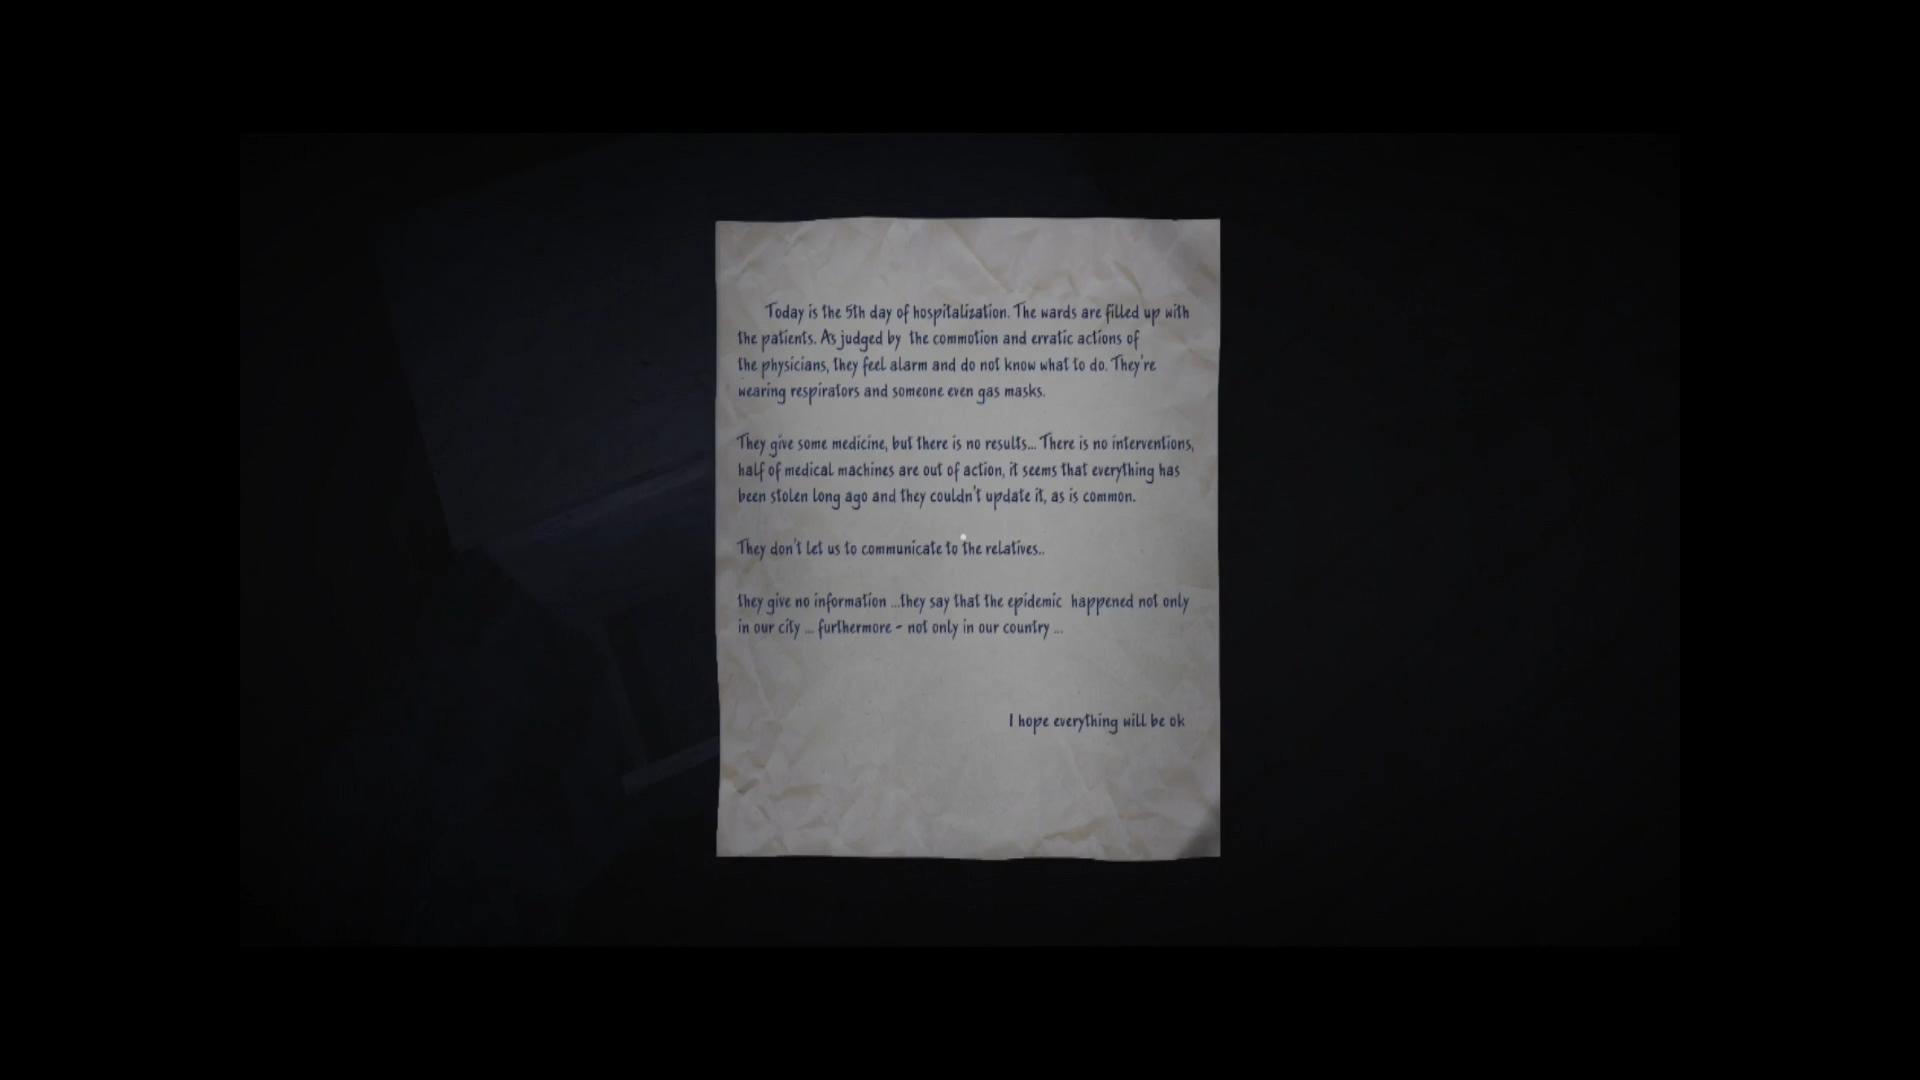 Today is the 5th day of hospitalization. The wards are filled up with
the patients. As judged by the commotion and erratic actions of
the physicians, they feel alarm and do not know what to do. They're
wearing respirators and someone even gas masks.
They give some medicine, but there is no results... There is no interventions,
half of medical machines are out of action, it seems that everything has
been stolen long ago and they couldn't update it, as is common.
They don't let us to communicate to the relatives..
they give no information ...they say that the epidemic happened not only
in our city ... furthermore - not only in our country ...
I hope everything will be ok